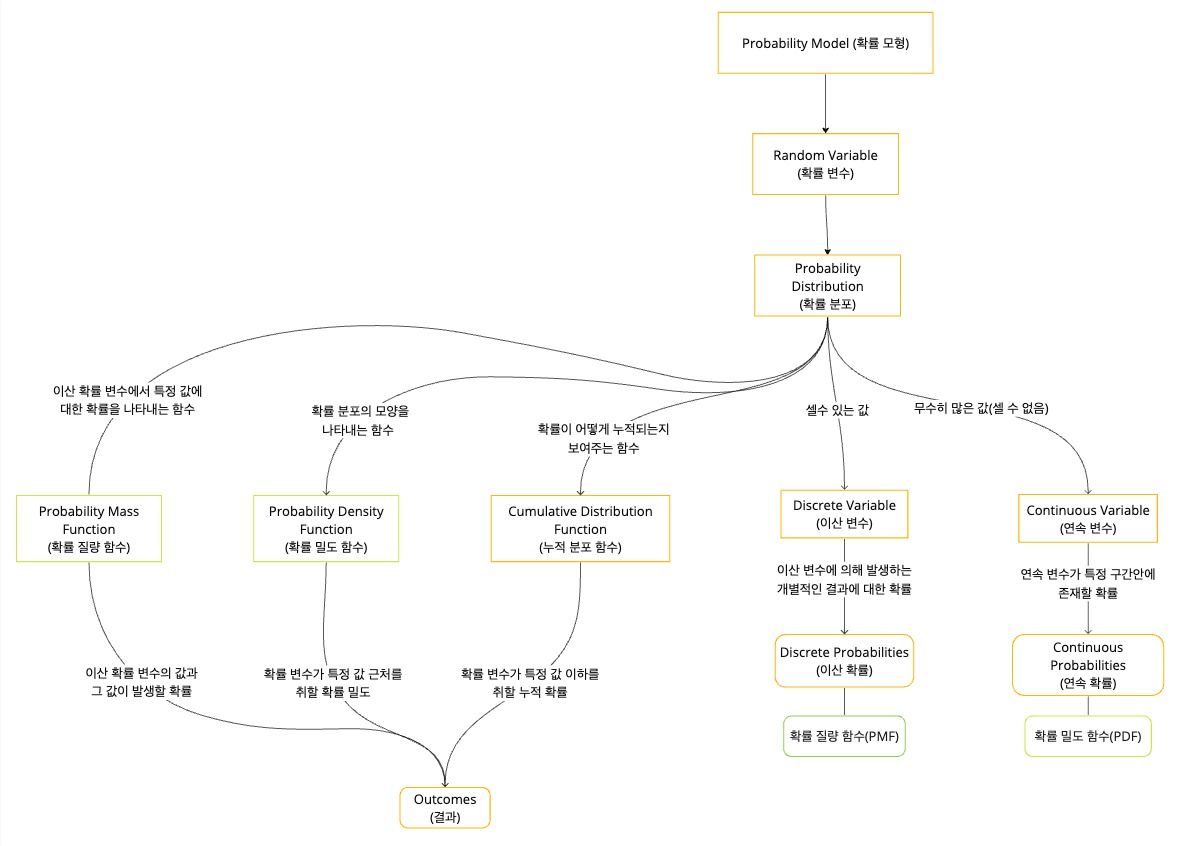 Probability Model (확률 모형)
Random Variable
(확률 변수)
Probability
Distribution
(확률 분포)
이산 확률 변수에서 특정 값에
대한 확률을 나타내는 함수
확률 분포의 모양을
나타내는 함수
확률이 어떻게 누적되는지
보여주는 함수
셀수 있는 값
무수히 많은 값(셀 수 없음)
Probability Mass
Function
(확률 질량 함수)
Probability Density
Function
(확률 밀도 함수)
Cumulative Distribution
Function
(누적 분포 함수)
Discrete Variable
(이산 변수)
Continuous Variable
(연속 변수)
이산 변수에 의해 발생하는
개별적인 결과에 대한 확률
연속 변수가 특정 구간안에
존재할 확률
이산 확률 변수의 값과
그 값이 발생할 확률
확률 변수가 특정 값 근처를
취할 확률 밀도
확률 변수가 특정 값 이하를
취할 누적 확률
Discrete Probabilities
(이산 확률)
Continuous
Probabilities
(연속 확률)
확률 질량 함수(PMF)
확률 밀도 함수(PDF)
Outcomes
(결과)